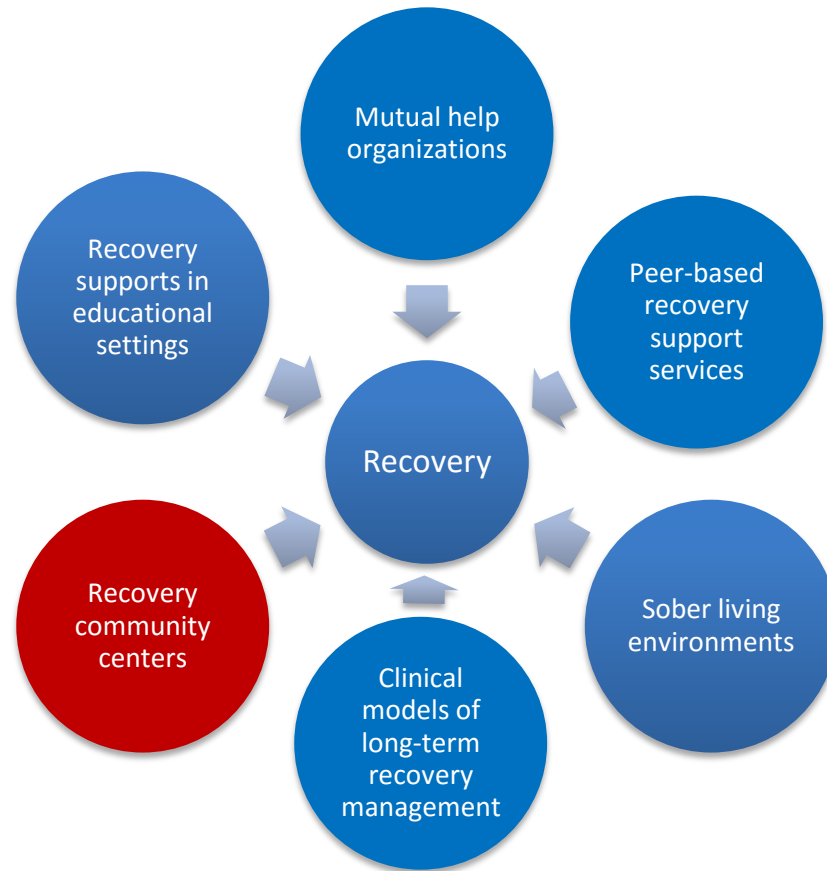 Mutual help
organizations
Recovery
supports in
educational
settings
Peer-based
recovery
support
services
Recovery
Recovery
community
centers
Sober living
environments
Clinical
models of
long-term
recovery
management